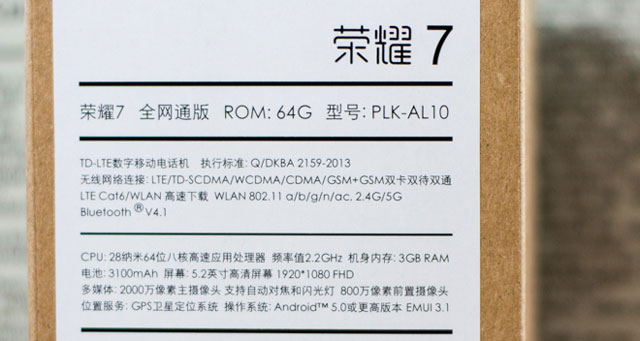 荣耀 7
荣耀7 全网通版 ROM: 64G 型号: PLK-AL10
TD-LTE数字移动电话机 执行标准: Q/DKBA 2159-2013
无线网络连接: LTE/TD-SCDMA/WCDMA/CDMA/GSM+GSM双卡双待双通
LTE Cat6/WLAN 高速下载 WLAN 802.11 a/b/g/n/ac, 2.4G/5G
Bluetooth ® V4.1
CPU: 28纳米64位八核高速应用处理器 频率值2.2GHz 机身内存: 3GB RAM
电池: 3100mAh 屏幕: 5.2英寸高清屏幕 1920*1080 FHD
多媒体: 2000万像素主摄像头 支持自动对焦和闪光灯 800万像素前置摄像头
位置服务: GPS卫星定位系统 操作系统: Android™ 5.0或更高版本 EMUI 3.1